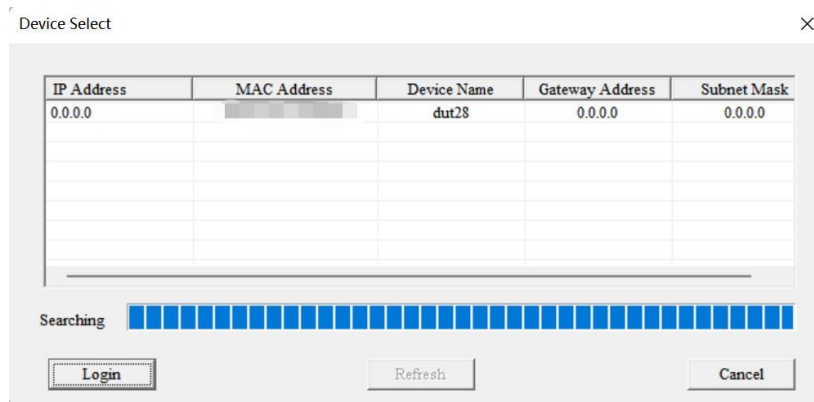 Device Select
IP Address MAC Address Device Name Gateway Address Subnet Mask
0.0.0.0 dut28 0.0.0.0 0.0.0.0
Searching
Login Refresh Cancel